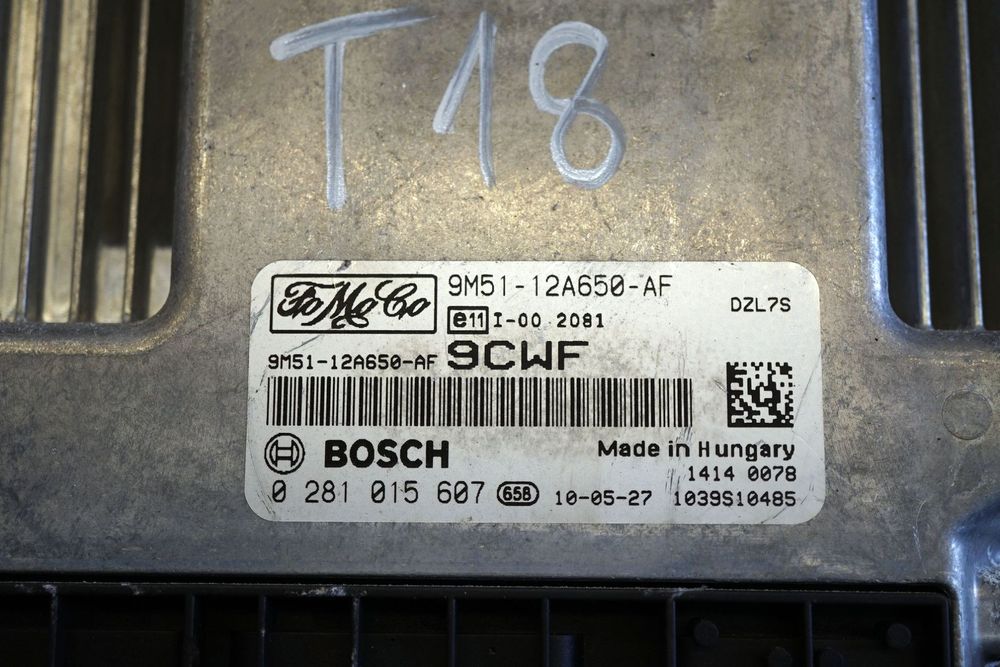 T18
FoMoCo 9M51-12A650-AF
DZL7S
e11 I-00 2081
9M51-12A650-AF 9CWF
BOSCH
Made in Hungary
1414 0078
0 281 015 607 658 10-05-27 1039S10485